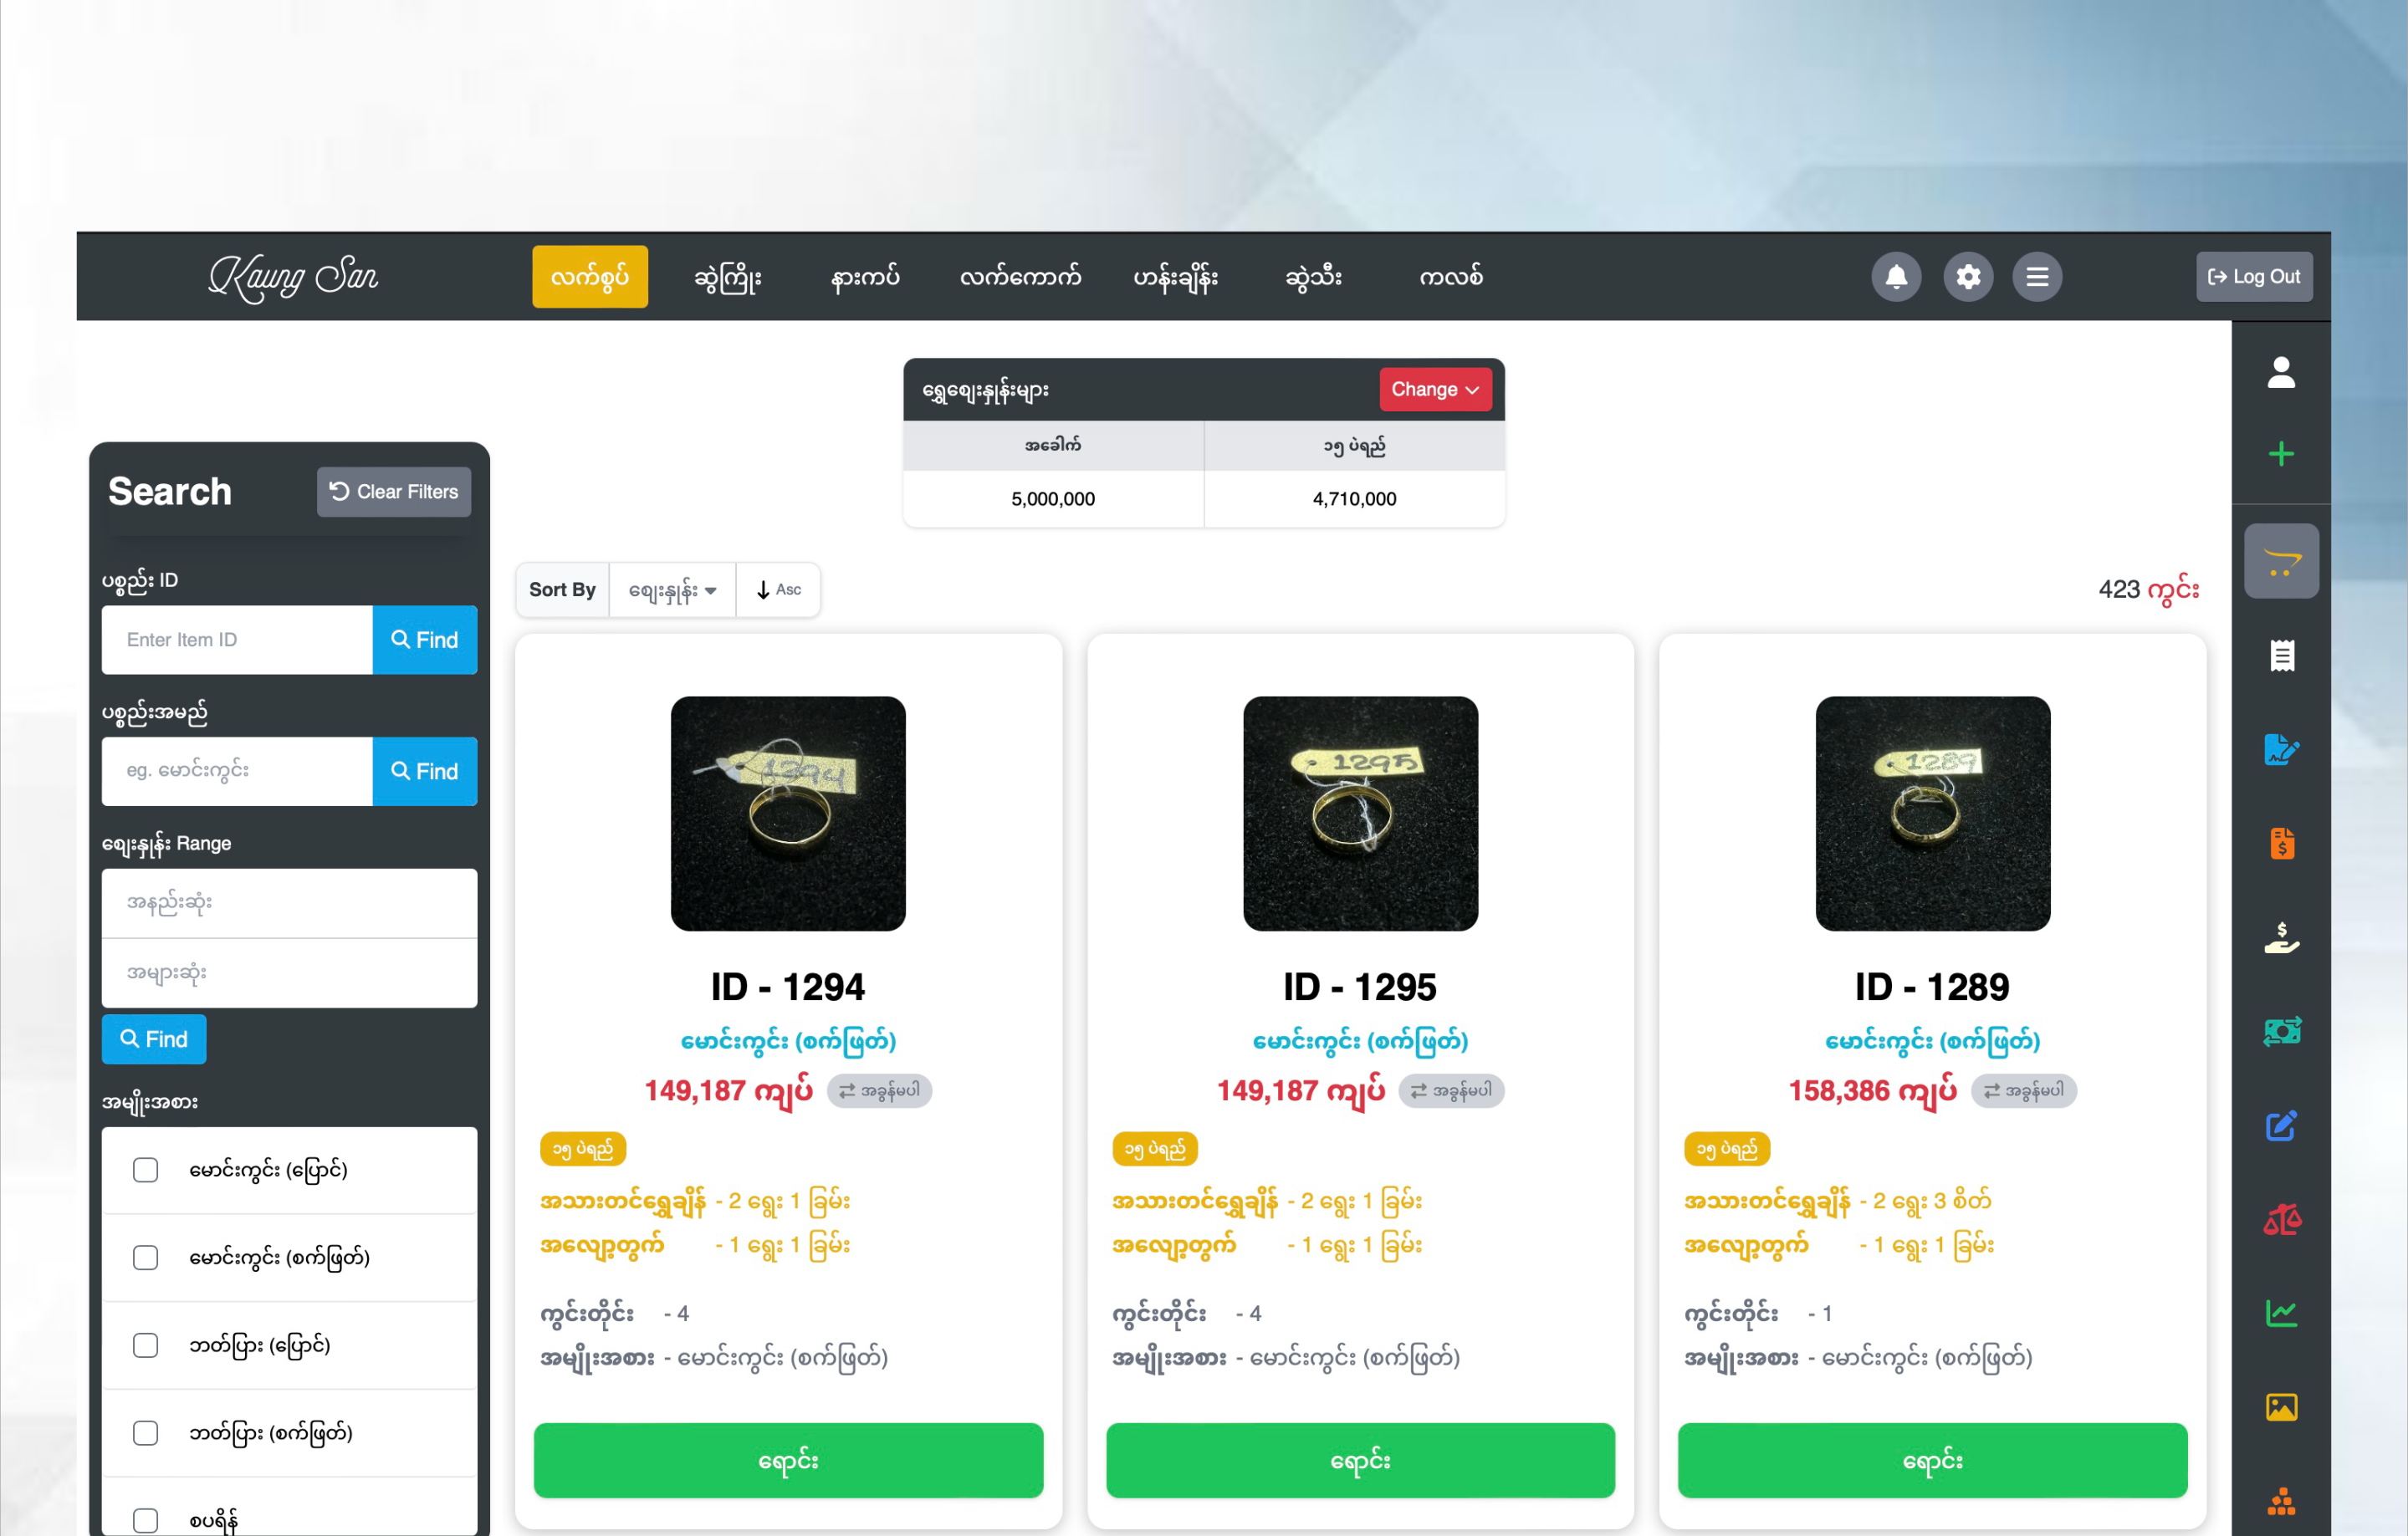 Kaung San
လက်စွပ် ဆွဲကြိုး နားကပ် လက်ကောက် ဟန်းချိန်း ဆွဲသီး ကလစ်
Log Out
ရွှေဈေးနှုန်းများ
Change
အခေါက် ၁၅ ပဲရည်
5,000,000 4,710,000
Search
Clear Filters
ပစ္စည်း ID
Enter Item ID
Find
ပစ္စည်းအမည်
eg. မောင်းကွင်း
Find
ဈေးနှုန်း Range
အနည်းဆုံး
အများဆုံး
Find
အမျိုးအစား
မောင်းကွင်း (ပြောင်)
မောင်းကွင်း (စက်ဖြတ်)
ဘတ်ပြား (ပြောင်)
ဘတ်ပြား (စက်ဖြတ်)
စပရိန်
Sort By ဈေးနှုန်း Asc
423 ကွင်း
1294
ID - 1294
မောင်းကွင်း (စက်ဖြတ်)
149,187 ကျပ် အခွန်မပါ
၁၅ ပဲရည်
အသားတင်ရွှေချိန် - 2 ရွေး 1 ခြမ်း
အလျော့တွက် - 1 ရွေး 1 ခြမ်း
ကွင်းတိုင်း - 4
အမျိုးအစား - မောင်းကွင်း (စက်ဖြတ်)
ရောင်း
1295
ID - 1295
မောင်းကွင်း (စက်ဖြတ်)
149,187 ကျပ် အခွန်မပါ
၁၅ ပဲရည်
အသားတင်ရွှေချိန် - 2 ရွေး 1 ခြမ်း
အလျော့တွက် - 1 ရွေး 1 ခြမ်း
ကွင်းတိုင်း - 4
အမျိုးအစား - မောင်းကွင်း (စက်ဖြတ်)
ရောင်း
1289
ID - 1289
မောင်းကွင်း (စက်ဖြတ်)
158,386 ကျပ် အခွန်မပါ
၁၅ ပဲရည်
အသားတင်ရွှေချိန် - 2 ရွေး 3 စိတ်
အလျော့တွက် - 1 ရွေး 1 ခြမ်း
ကွင်းတိုင်း - 1
အမျိုးအစား - မောင်းကွင်း (စက်ဖြတ်)
ရောင်း